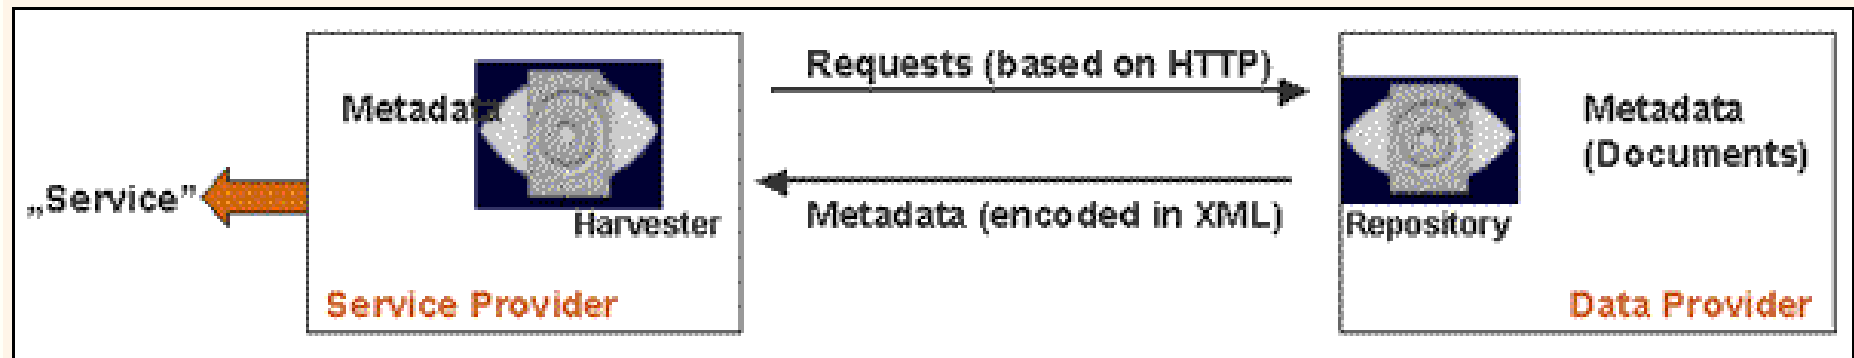 „Service”
Metadata
Harvester
Service Provider
Requests (based on HTTP)
Metadata (encoded in XML)
Repository
Metadata
(Documents)
Data Provider